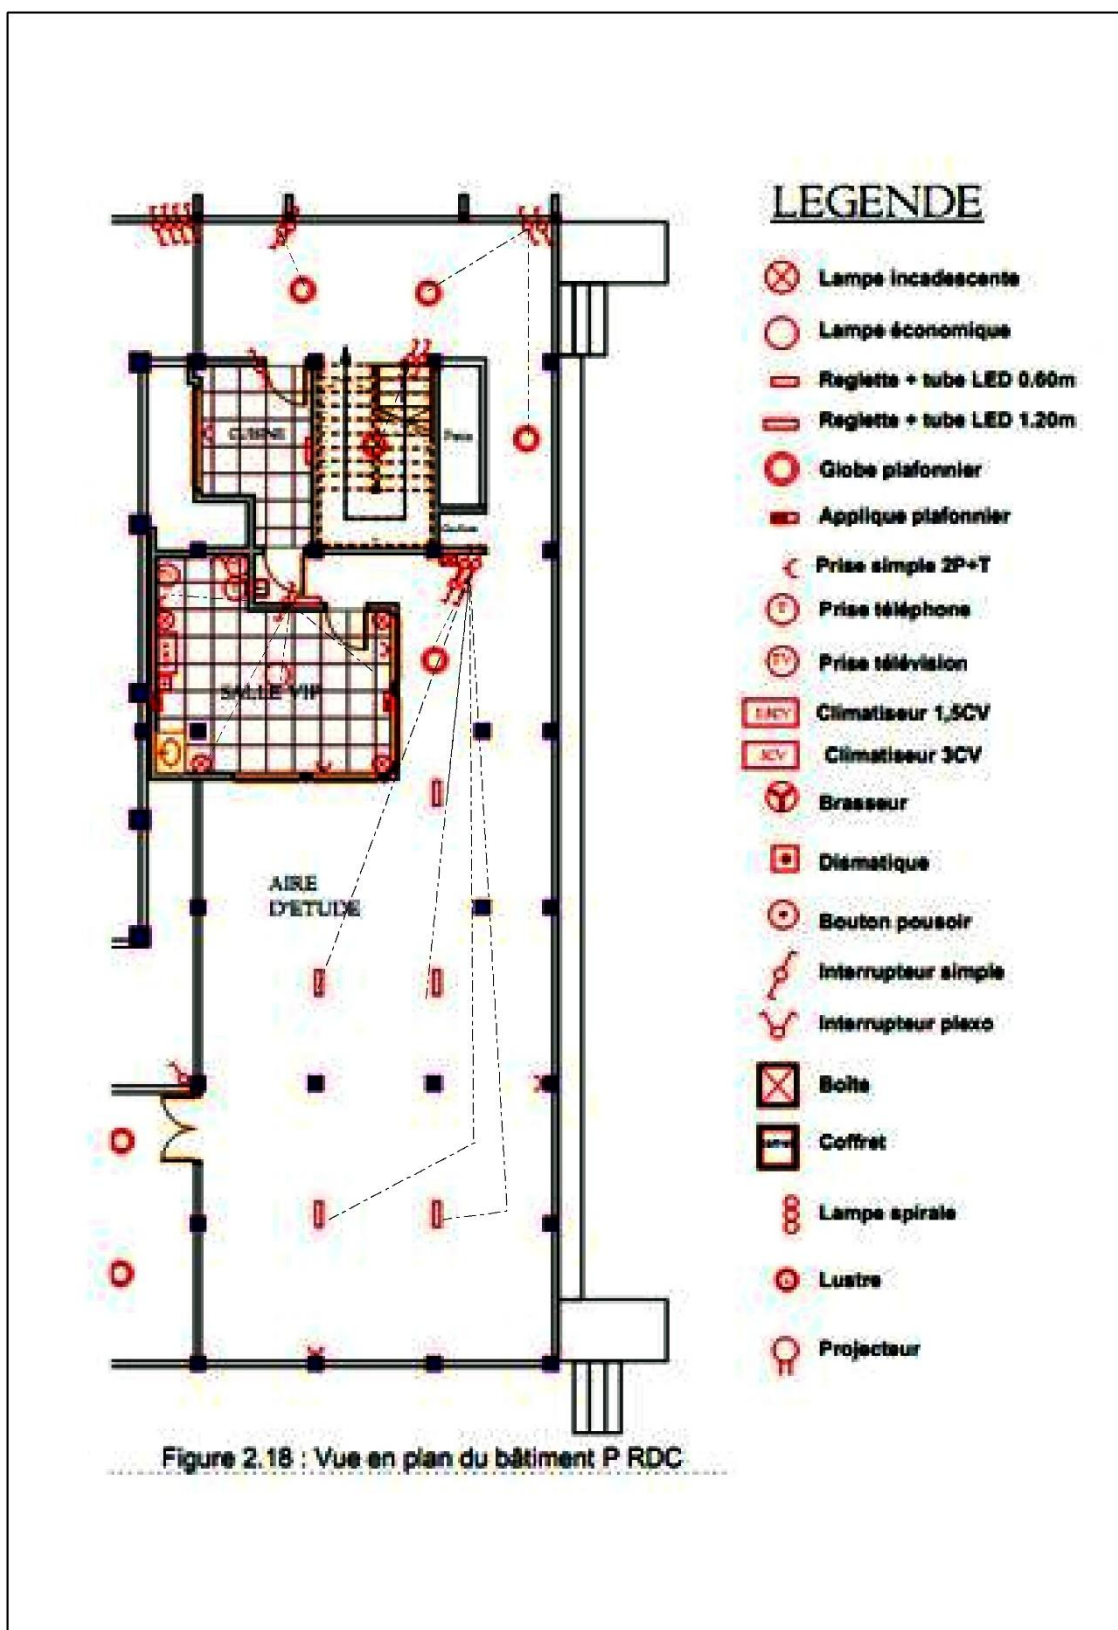 LEGENDE
Lampe incadescente
Lampe économique
Reglette + tube LED 0.60m
Reglette + tube LED 1.20m
Globe plafonnier
Applique plafonnier
Prise simple 2P+T
T
Prise téléphone
TV
Prise télévision
Climatiseur 1,5CV
3CV
Climatiseur 3CV
Brasseur
Dismatique
Bouton pousoir
Interrupteur simple
Interrupteur plexo
Boîte
Coffret
Lampe spirale
Lustre
Projecteur
CUISINE
SALLE VIP
AIRE
D'ETUDE
Figure 2.18 : Vue en plan du bâtiment P RDC